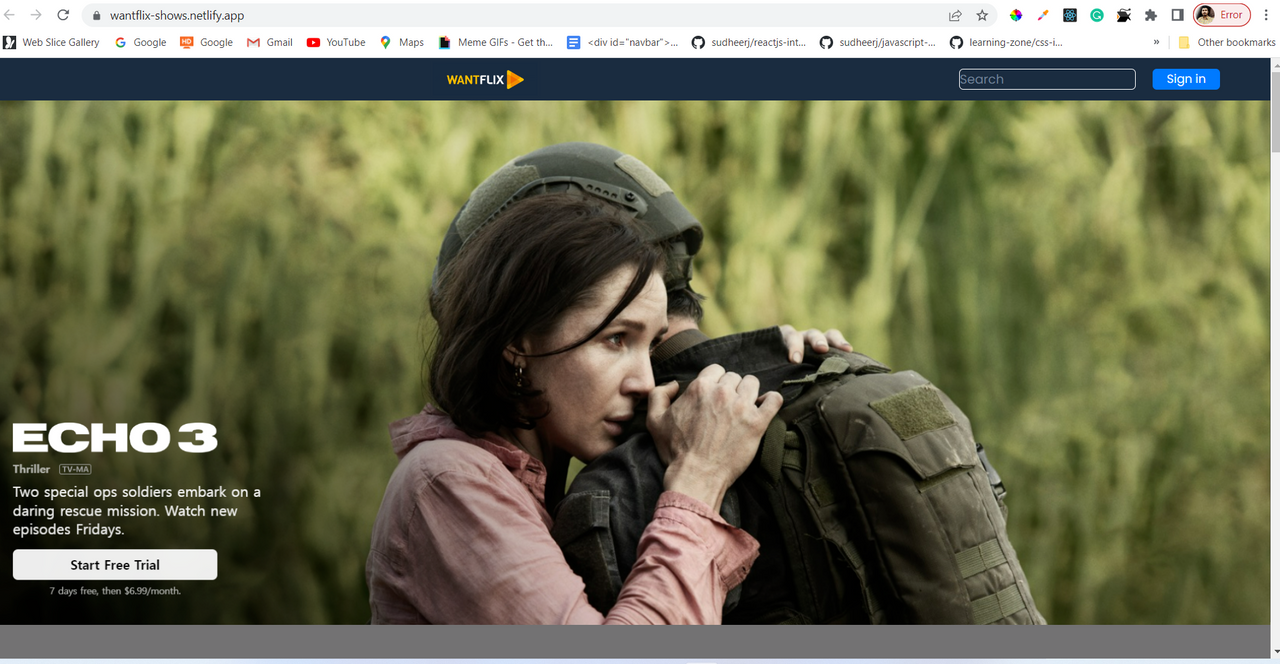 wantflix-shows.netlify.app
Error
Web Slice Gallery
Google
HD
Google
Gmail
YouTube
Maps
Meme GIFs - Get th...
<div id="navbar">...
sudheerj/reactjs-int...
sudheerj/javascript-...
learning-zone/css-i...
»
Other bookmarks
WANTFLIX
Search
Sign in
ECHO 3
Thriller TV-MA
Two special ops soldiers embark on a
daring rescue mission. Watch new
episodes Fridays.
Start Free Trial
7 days free, then $6.99/month.